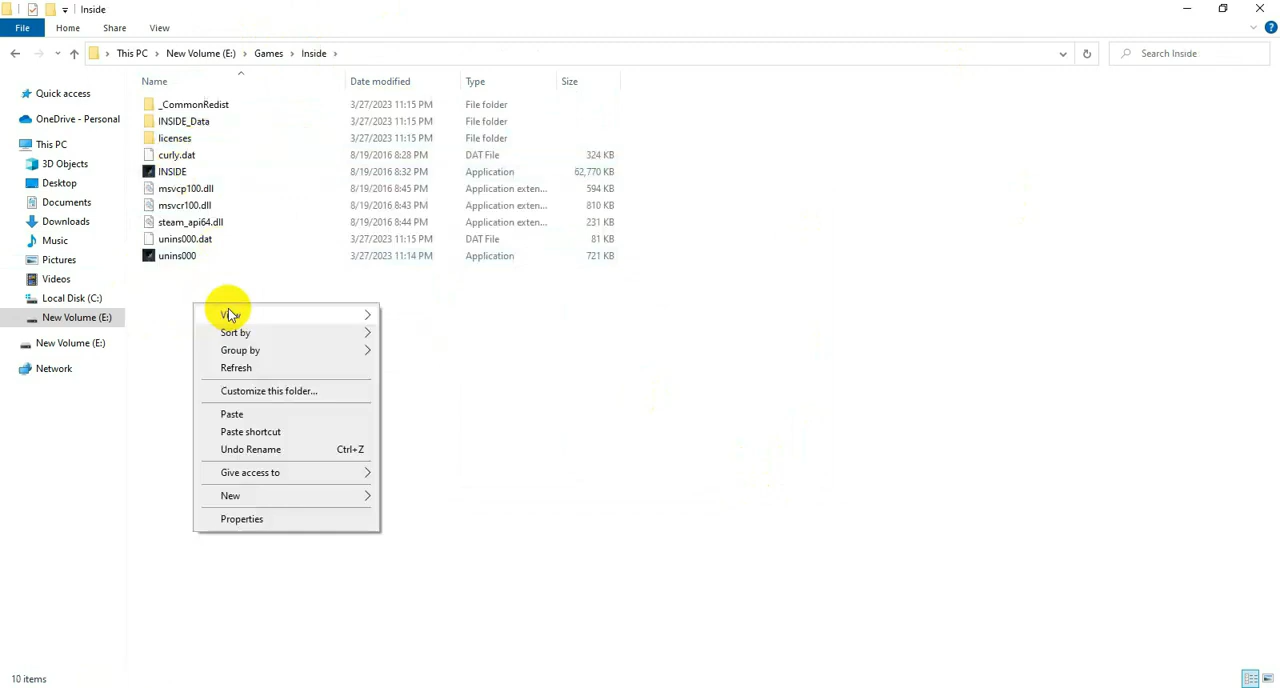 Inside
File Home Share View
This PC New Volume (E:) Games Inside Search Inside
Name Date modified Type Size
Quick access
OneDrive - Personal
This PC
3D Objects
Desktop
Documents
Downloads
Music
Pictures
Videos
Local Disk (C:)
New Volume (E:)
New Volume (E:)
Network
_CommonRedist 3/27/2023 11:15 PM File folder
INSIDE_Data 3/27/2023 11:15 PM File folder
licenses 3/27/2023 11:15 PM File folder
curly.dat 8/19/2016 8:28 PM DAT File 324 KB
INSIDE 8/19/2016 8:32 PM Application 62,770 KB
msvcp100.dll 8/19/2016 8:45 PM Application exten... 594 KB
msvcr100.dll 8/19/2016 8:43 PM Application exten... 810 KB
steam_api64.dll 8/19/2016 8:44 PM Application exten... 231 KB
unins000.dat 3/27/2023 11:15 PM DAT File 81 KB
unins000 3/27/2023 11:14 PM Application 721 KB
View
Sort by
Group by
Refresh
Customize this folder...
Paste
Paste shortcut
Undo Rename Ctrl+Z
Give access to
New
Properties
10 items